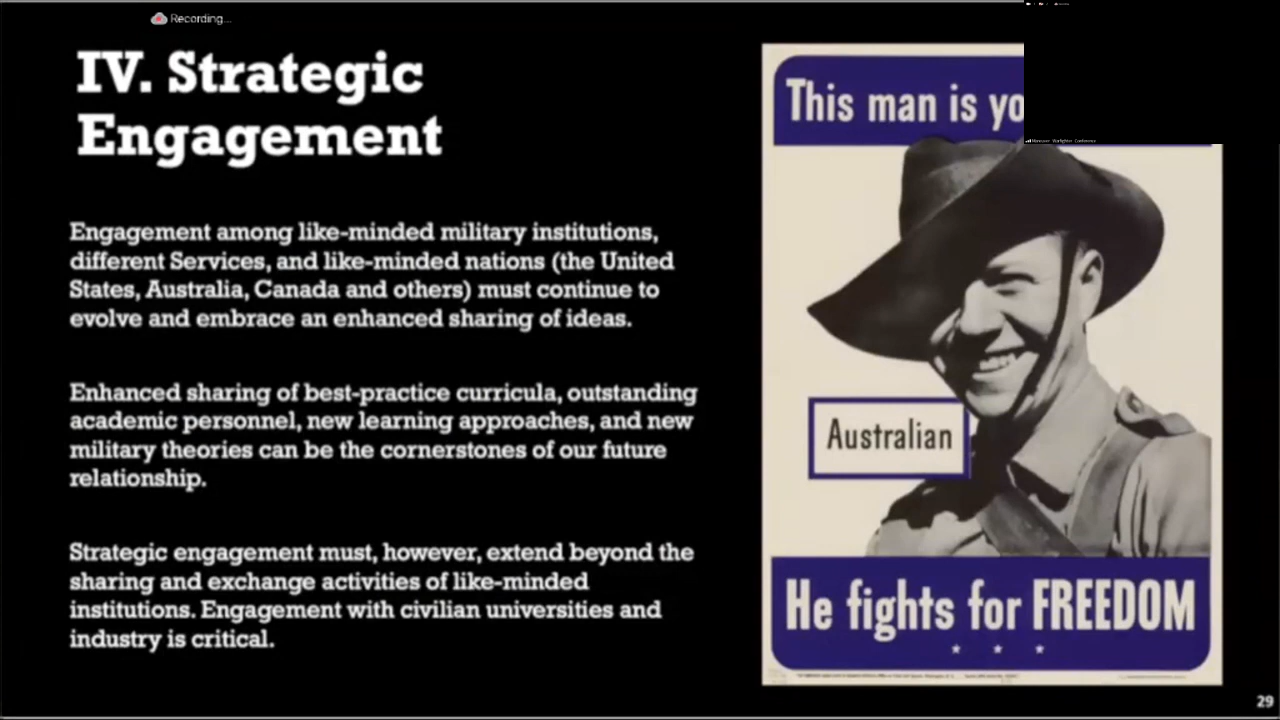 Recording...
IV. Strategic
Engagement
Engagement among like-minded military institutions,
different Services, and like-minded nations (the United
States, Australia, Canada and others) must continue to
evolve and embrace an enhanced sharing of ideas.
Enhanced sharing of best-practice curricula, outstanding
academic personnel, new learning approaches, and new
military theories can be the cornerstones of our future
relationship.
Strategic engagement must, however, extend beyond the
sharing and exchange activities of like-minded
institutions. Engagement with civilian universities and
industry is critical.
This man is yo
Maneuver Warfighter Conference
Australian
He fights for FREEDOM
29